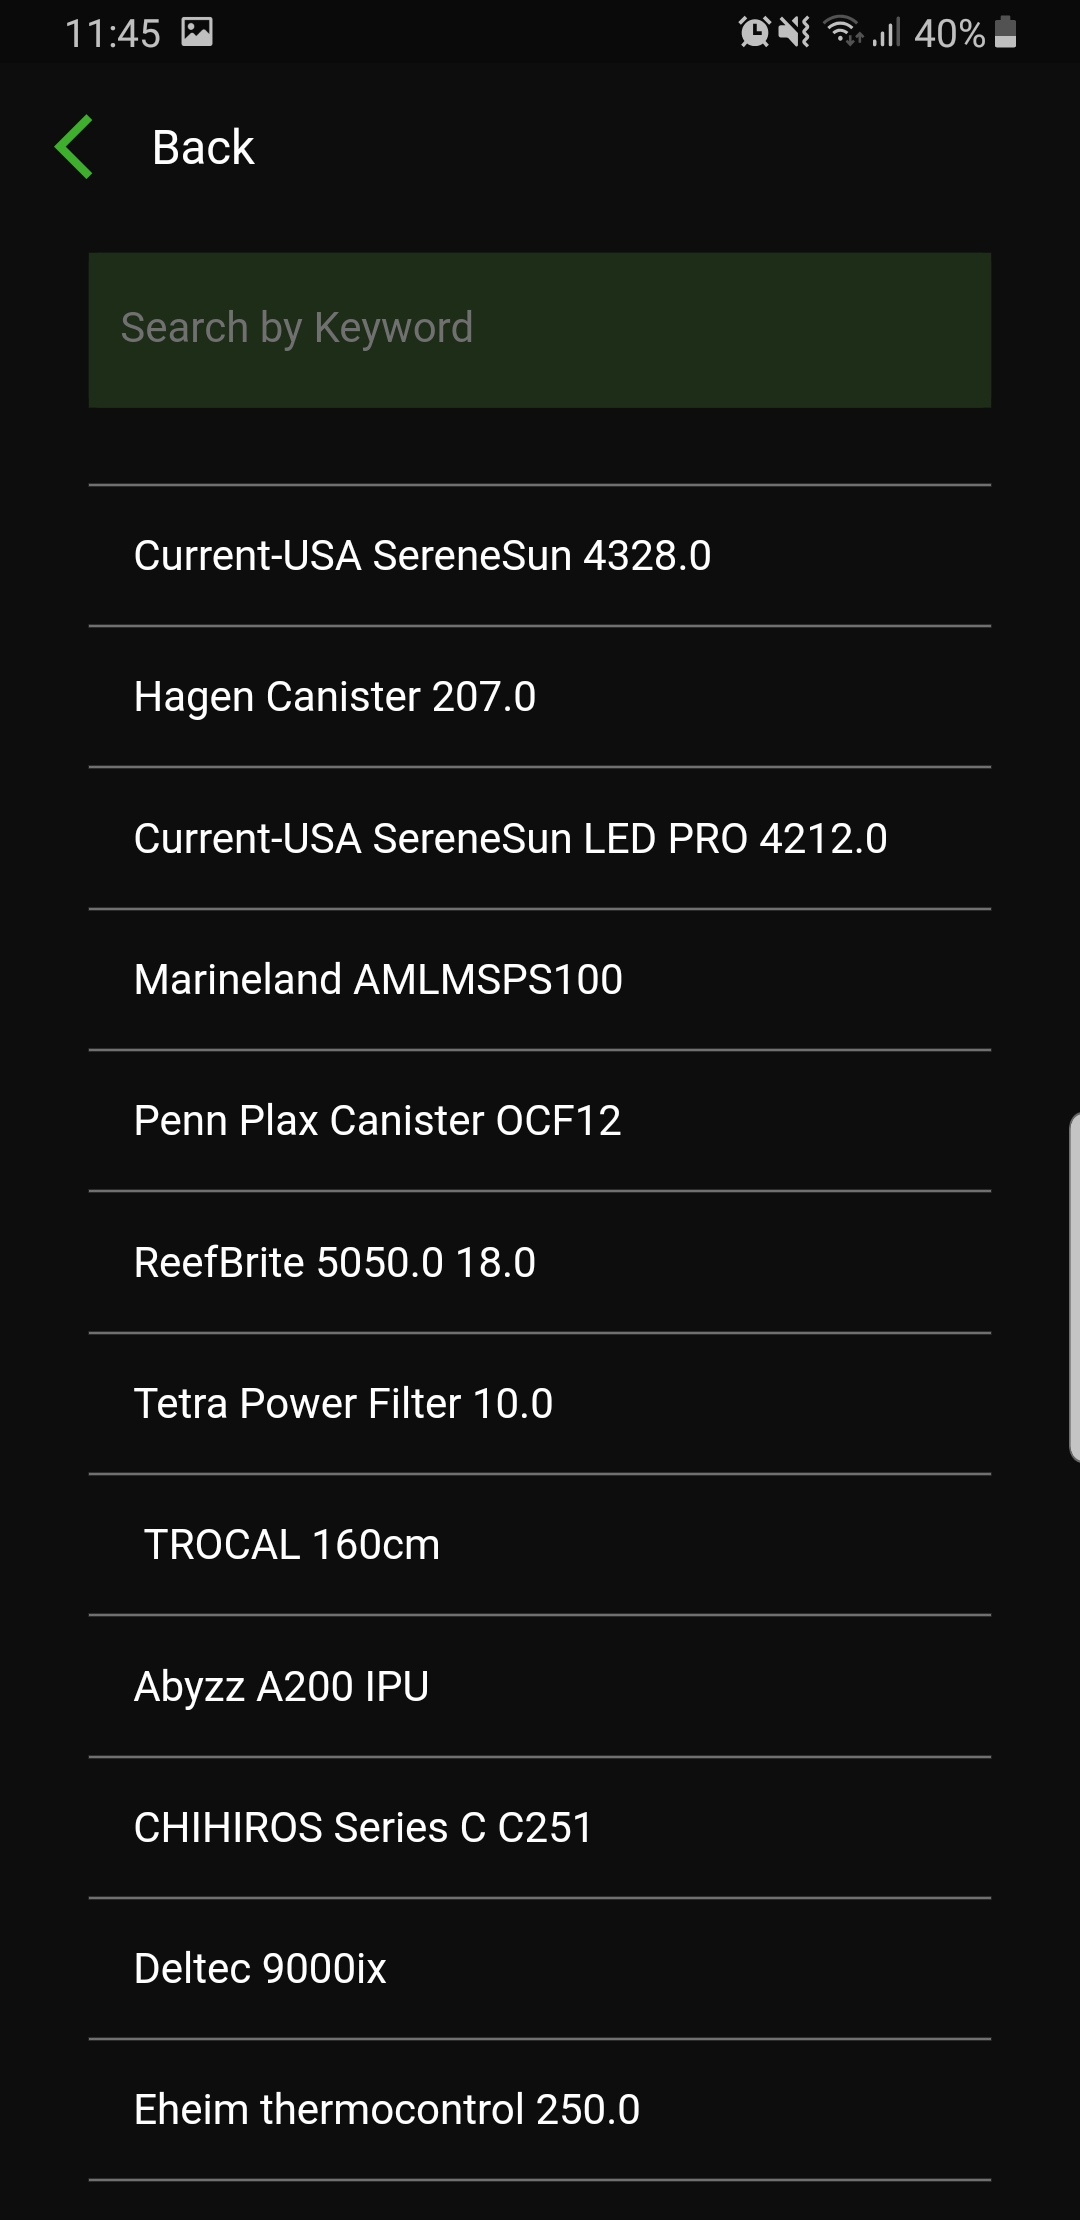 11:45
40%
Back
Search by Keyword
Current-USA SereneSun 4328.0
Hagen Canister 207.0
Current-USA SereneSun LED PRO 4212.0
Marineland AMLMSPS100
Penn Plax Canister OCF12
ReefBrite 5050.0 18.0
Tetra Power Filter 10.0
TROCAL 160cm
Abyzz A200 IPU
CHIHIROS Series C C251
Deltec 9000ix
Eheim thermocontrol 250.0